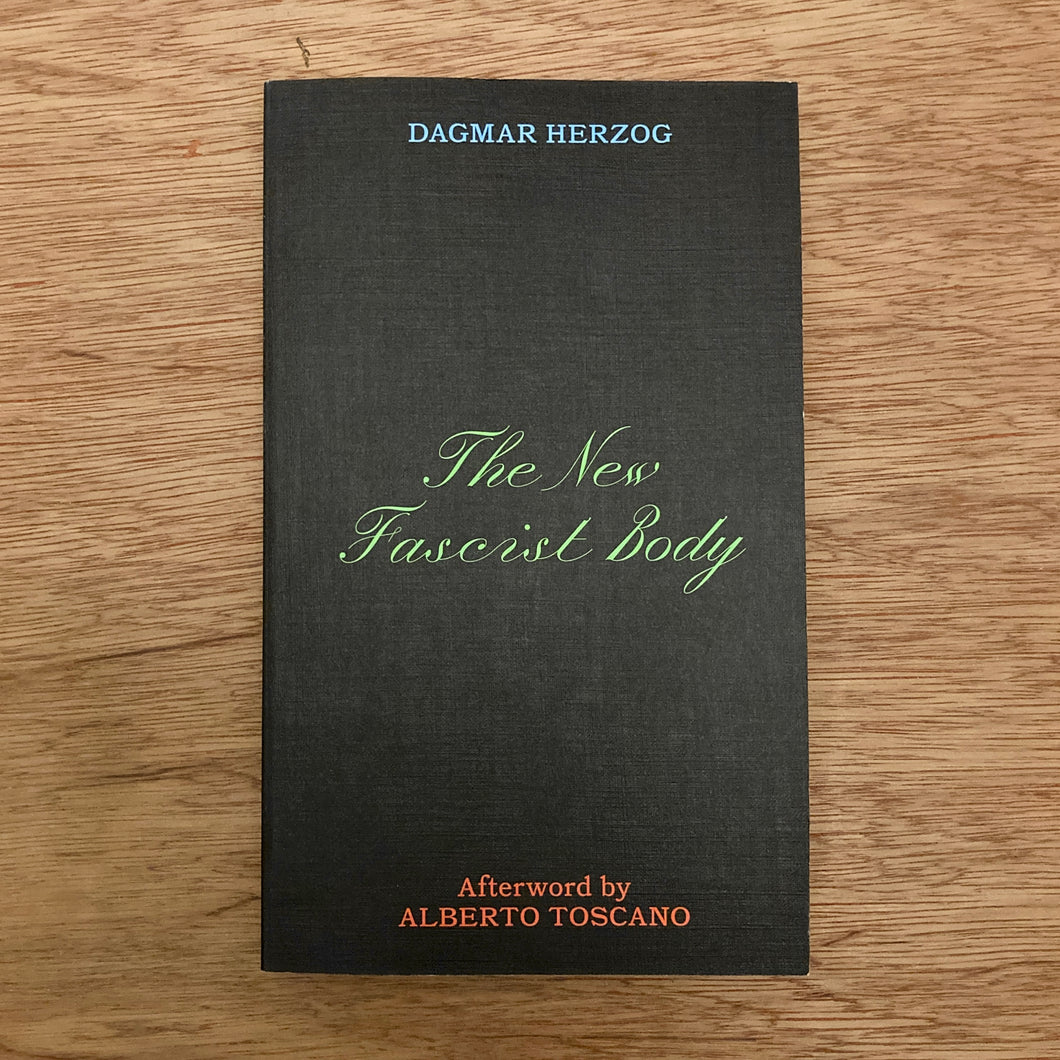 DAGMAR HERZOG
The New
Fascist Body
Afterword by
ALBERTO TOSCANO